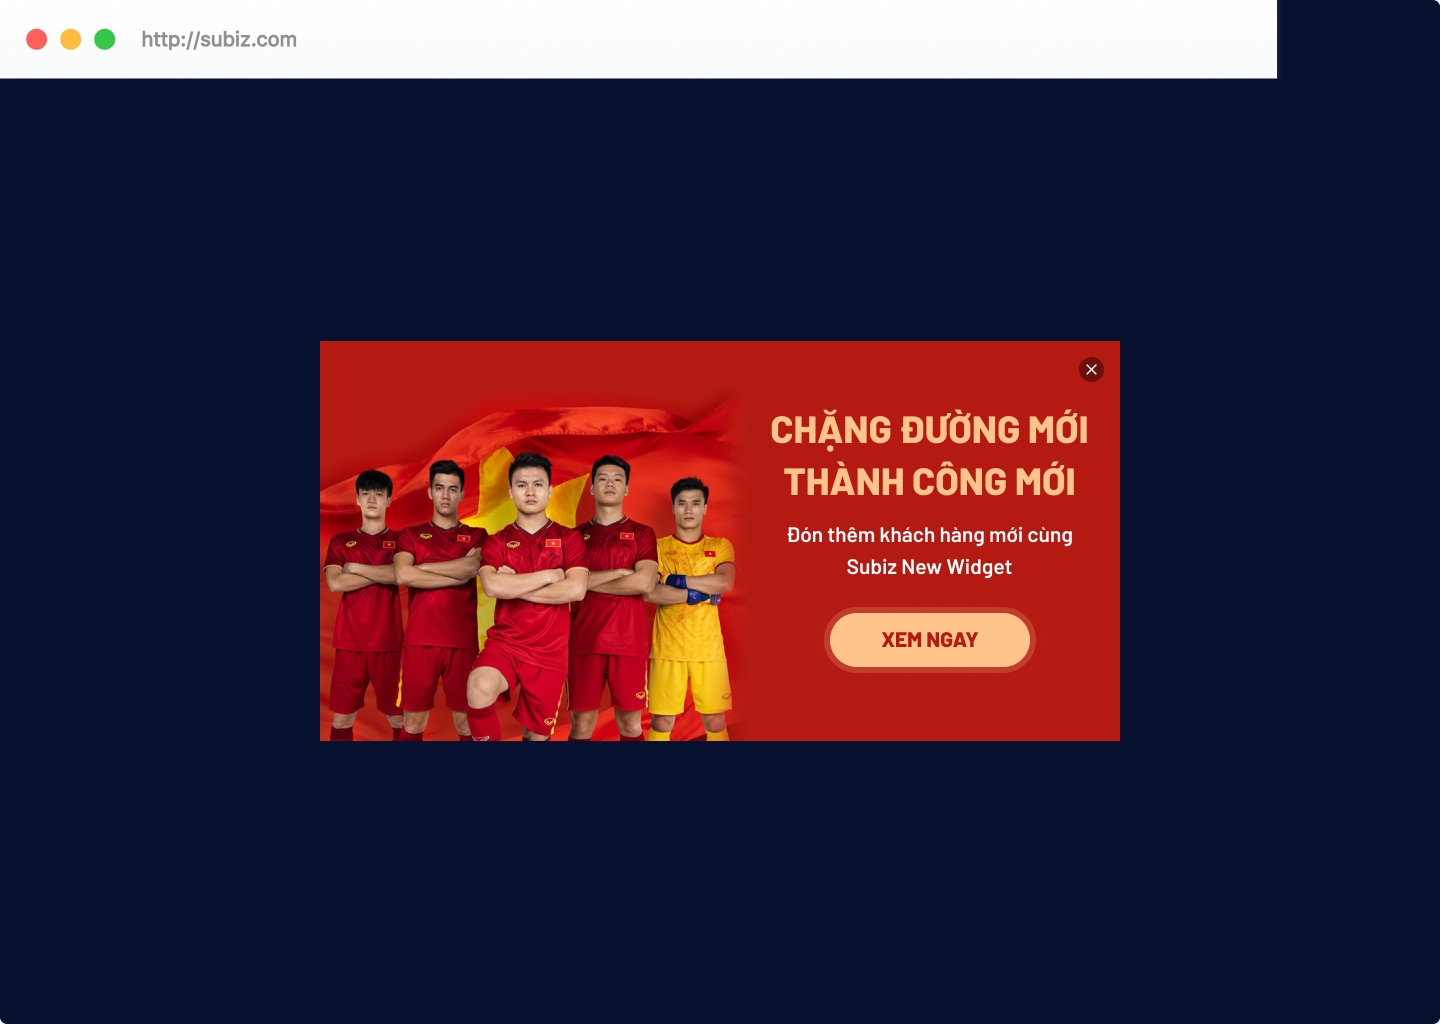 http://subiz.com
CHẶNG ĐƯỜNG MỚI
THÀNH CÔNG MỚI
Đón thêm khách hàng mới cùng
Subiz New Widget
XEM NGAY